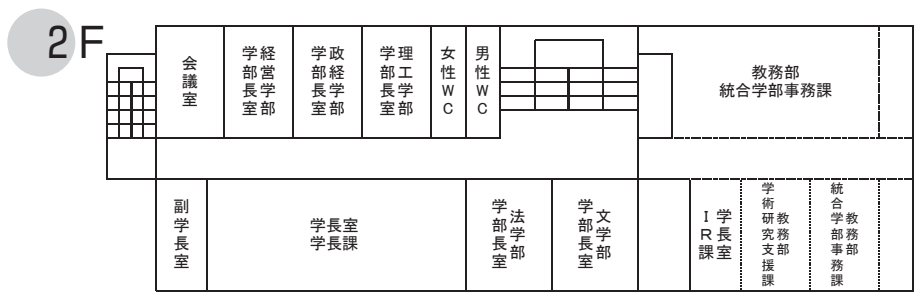 2F
会議室
経営学部
学部長室
政経学部
学部長室
理工学部
学部長室
女性WC
男性WC
教務部
統合学部事務課
副学長室
学長室
学長課
法学部
学部長室
文学部
学部長室
学長室
IR課
教務部
学術研究支援課
教務部
統合学部事務課